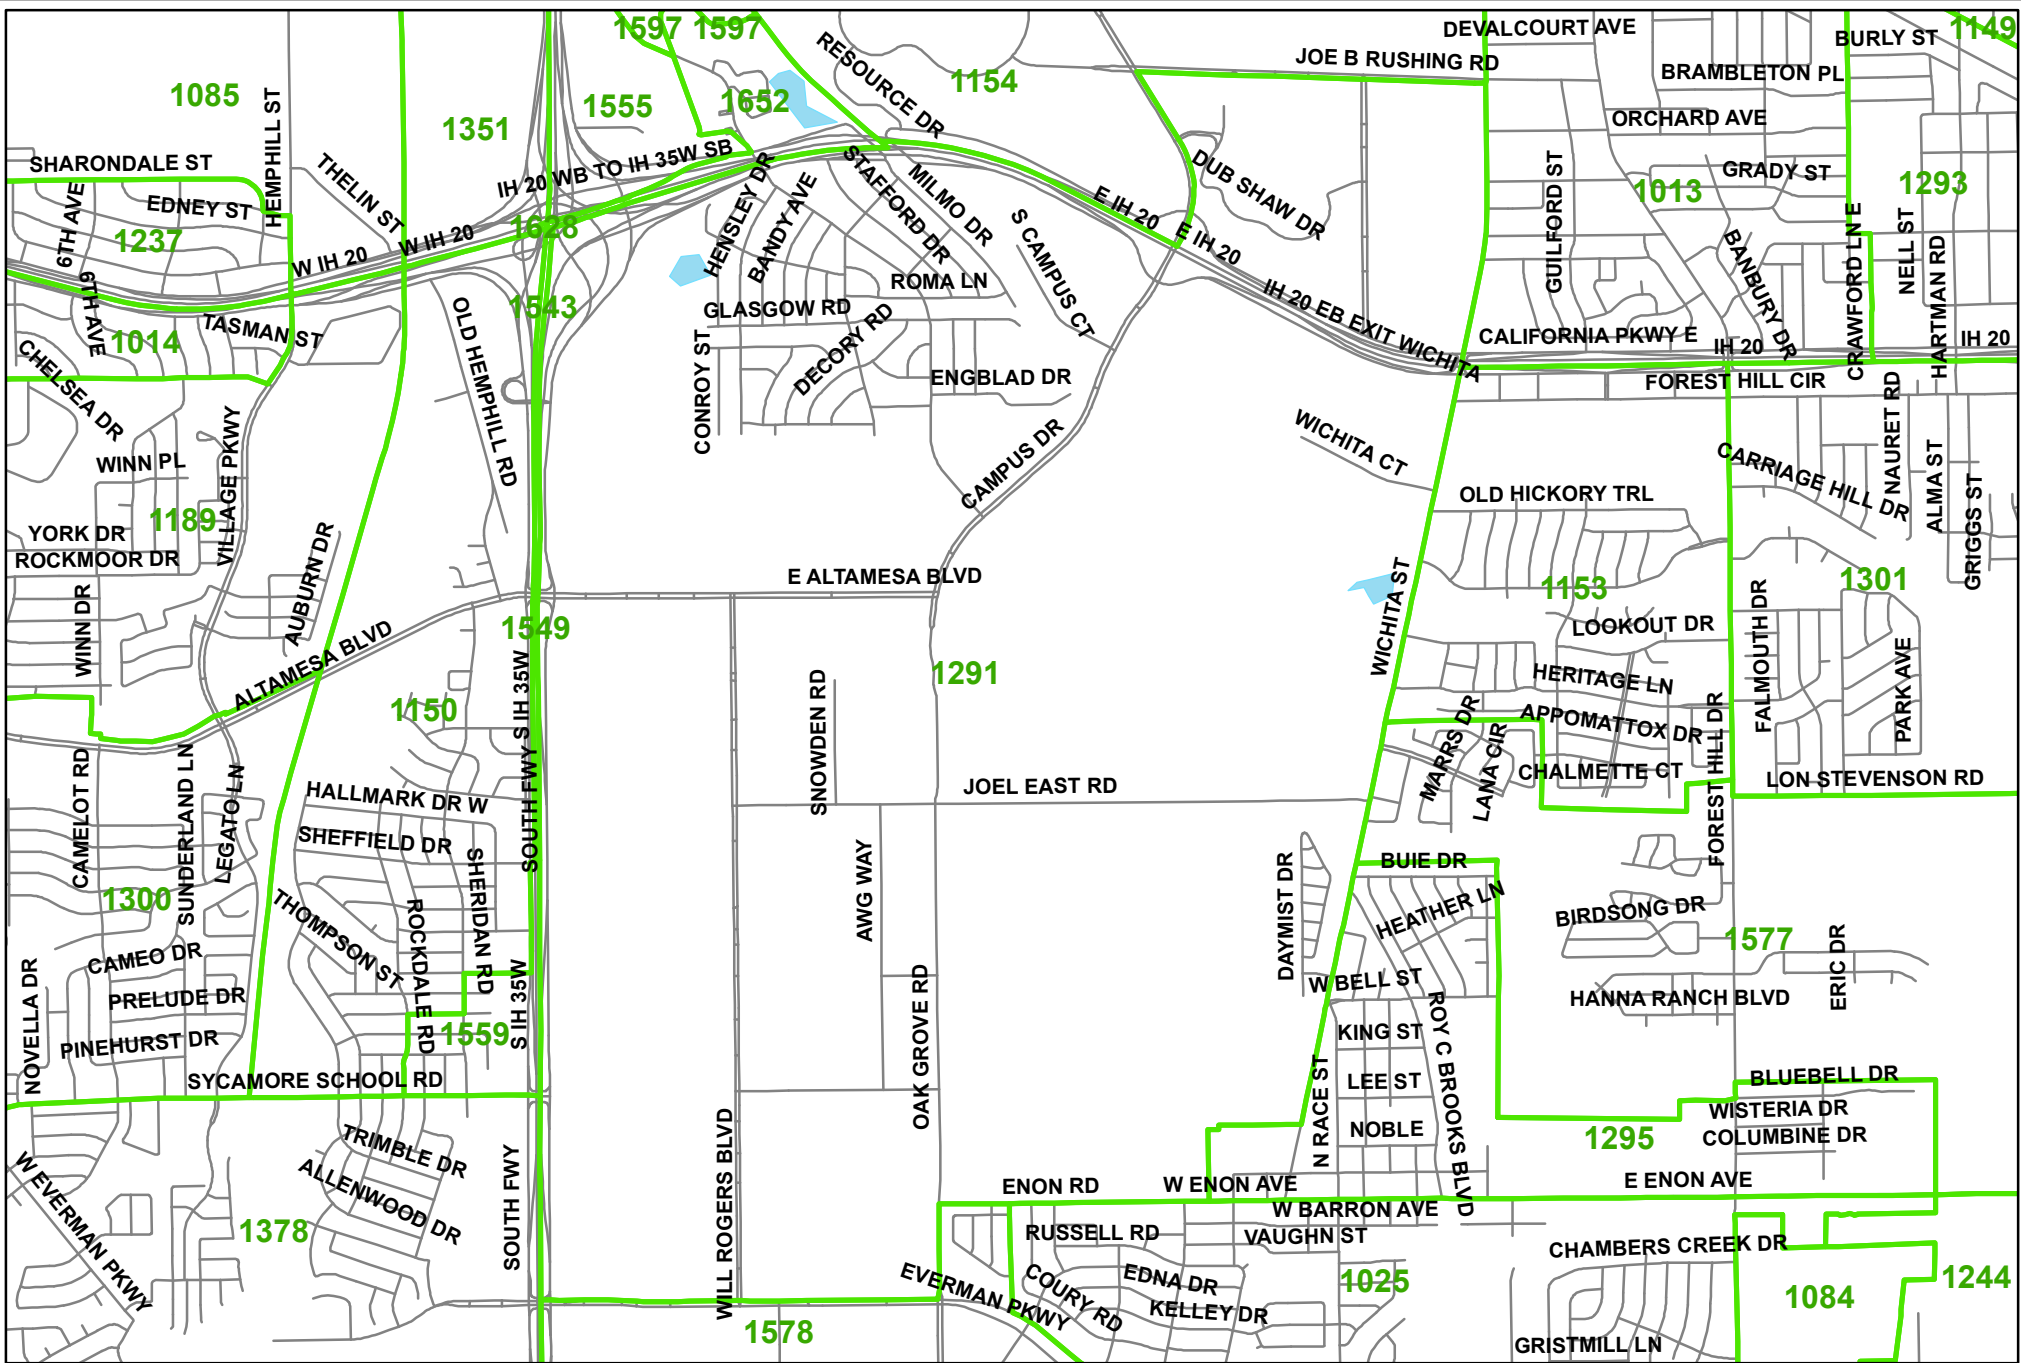 1597
1597
DEVALCOURT AVE
1149
BURLY ST
RESOURCE DR
JOE B RUSHING RD
BRAMBLETON PL
1154
1085
HEMPHILL ST
1555
1652
1351
ORCHARD AVE
SHARONDALE ST
THELIN ST
IH 20 WB TO IH 35W SB
STAFFORD DR
MILMO DR
DUB SHAW DR
GUILFORD ST
GRADY ST
1013
1293
6TH AVE
EDNEY ST
1237
W IH 20
W IH 20
1628
HENSLEY DR
BANDY AVE
S CAMPUS CT
E IH 20
E IH 20
BANBURY DR
CRAWFORD LN E
NELL ST
HARTMAN RD
6TH AVE
1014
TASMAN ST
OLD HEMPHILL RD
1543
ROMA LN
GLASGOW RD
DECORY RD
IH 20 EB EXIT WICHITA
CALIFORNIA PKWY E
IH 20
IH 20
CHELSEA DR
CONROY ST
ENGBLAD DR
FOREST HILL CIR
NAURET RD
WINN PL
VILLAGE PKWY
CAMPUS DR
WICHITA CT
CARRIAGE HILL DR
ALMA ST
GRIGGS ST
OLD HICKORY TRL
1189
YORK DR
ROCKMOOR DR
AUBURN DR
E ALTAMESA BLVD
WICHITA ST
1153
1301
WINN DR
ALTAMESA BLVD
1549
LOOKOUT DR
FALMOUTH DR
PARK AVE
S IH 35W
SNOWDEN RD
1291
HERITAGE LN
1150
MARRS DR
LANA CIR
APPOMATTOX DR
FOREST HILL DR
CAMELOT RD
SUNDERLAND LN
LEGATO LN
SOUTH FWY
CHALMETTE CT
LON STEVENSON RD
HALLMARK DR W
JOEL EAST RD
SHEFFIELD DR
SHERIDAN RD
AWG WAY
DAYMIST DR
BUIE DR
1300
THOMPSON ST
ROCKDALE RD
HEATHER LN
BIRDSONG DR
1577
ERIC DR
NOVELLA DR
CAMEO DR
PRELUDE DR
S IH 35W
W BELL ST
HANNA RANCH BLVD
PINEHURST DR
1559
OAK GROVE RD
KING ST
ROY C BROOKS BLVD
SYCAMORE SCHOOL RD
N RACE ST
LEE ST
BLUEBELL DR
WISTERIA DR
TRIMBLE DR
NOBLE
1295
COLUMBINE DR
W EVERMAN PKWY
ALLENWOOD DR
SOUTH FWY
WILL ROGERS BLVD
ENON RD
W ENON AVE
E ENON AVE
W BARRON AVE
1378
RUSSELL RD
VAUGHN ST
CHAMBERS CREEK DR
EVERMAN PKWY
COURY RD
EDNA DR
1025
1084
1244
KELLEY DR
1578
GRISTMILL LN